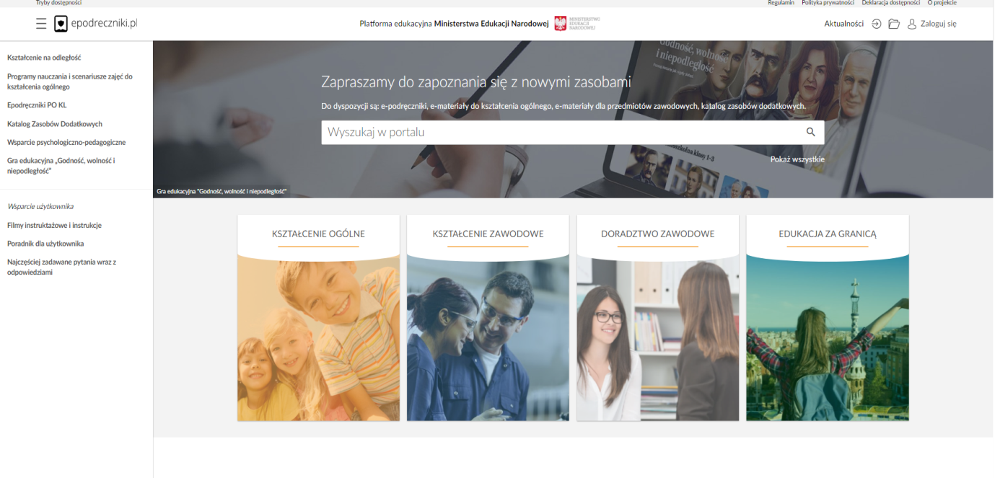 Tryby dostępności
Regulamin Polityka prywatności Deklaracja dostępności O projekcie
epodreczniki.pl
Platforma edukacyjna Ministerstwa Edukacji Narodowej
MINISTERSTWO
EDUKACJI
NARODOWEJ
Aktualności
Zaloguj się
Kształcenie na odległość
Programy nauczania i scenariusze zajęć do
kształcenia ogólnego
Epodręczniki PO KL
Katalog Zasobów Dodatkowych
Wsparcie psychologiczno-pedagogiczne
Gra edukacyjna „Godność, wolność i
niepodległość”
Wsparcie użytkownika
Filmy instruktażowe i instrukcje
Poradnik dla użytkownika
Najczęściej zadawane pytania wraz z
odpowiedziami
Godność, wolność
i niepodległość
Zapraszamy do zapoznania się z nowymi zasobami
Do dyspozycji są: e-podręczniki, e-materiały do kształcenia ogólnego, e-materiały dla przedmiotów zawodowych, katalog zasobów dodatkowych.
Wyszukaj w portalu
klasy 1-3
Pokaż wszystkie
Gra edukacyjna "Godność, wolność i niepodległość"
KSZTAŁCENIE OGÓLNE
KSZTAŁCENIE ZAWODOWE
DORADZTWO ZAWODOWE
EDUKACJA ZA GRANICĄ